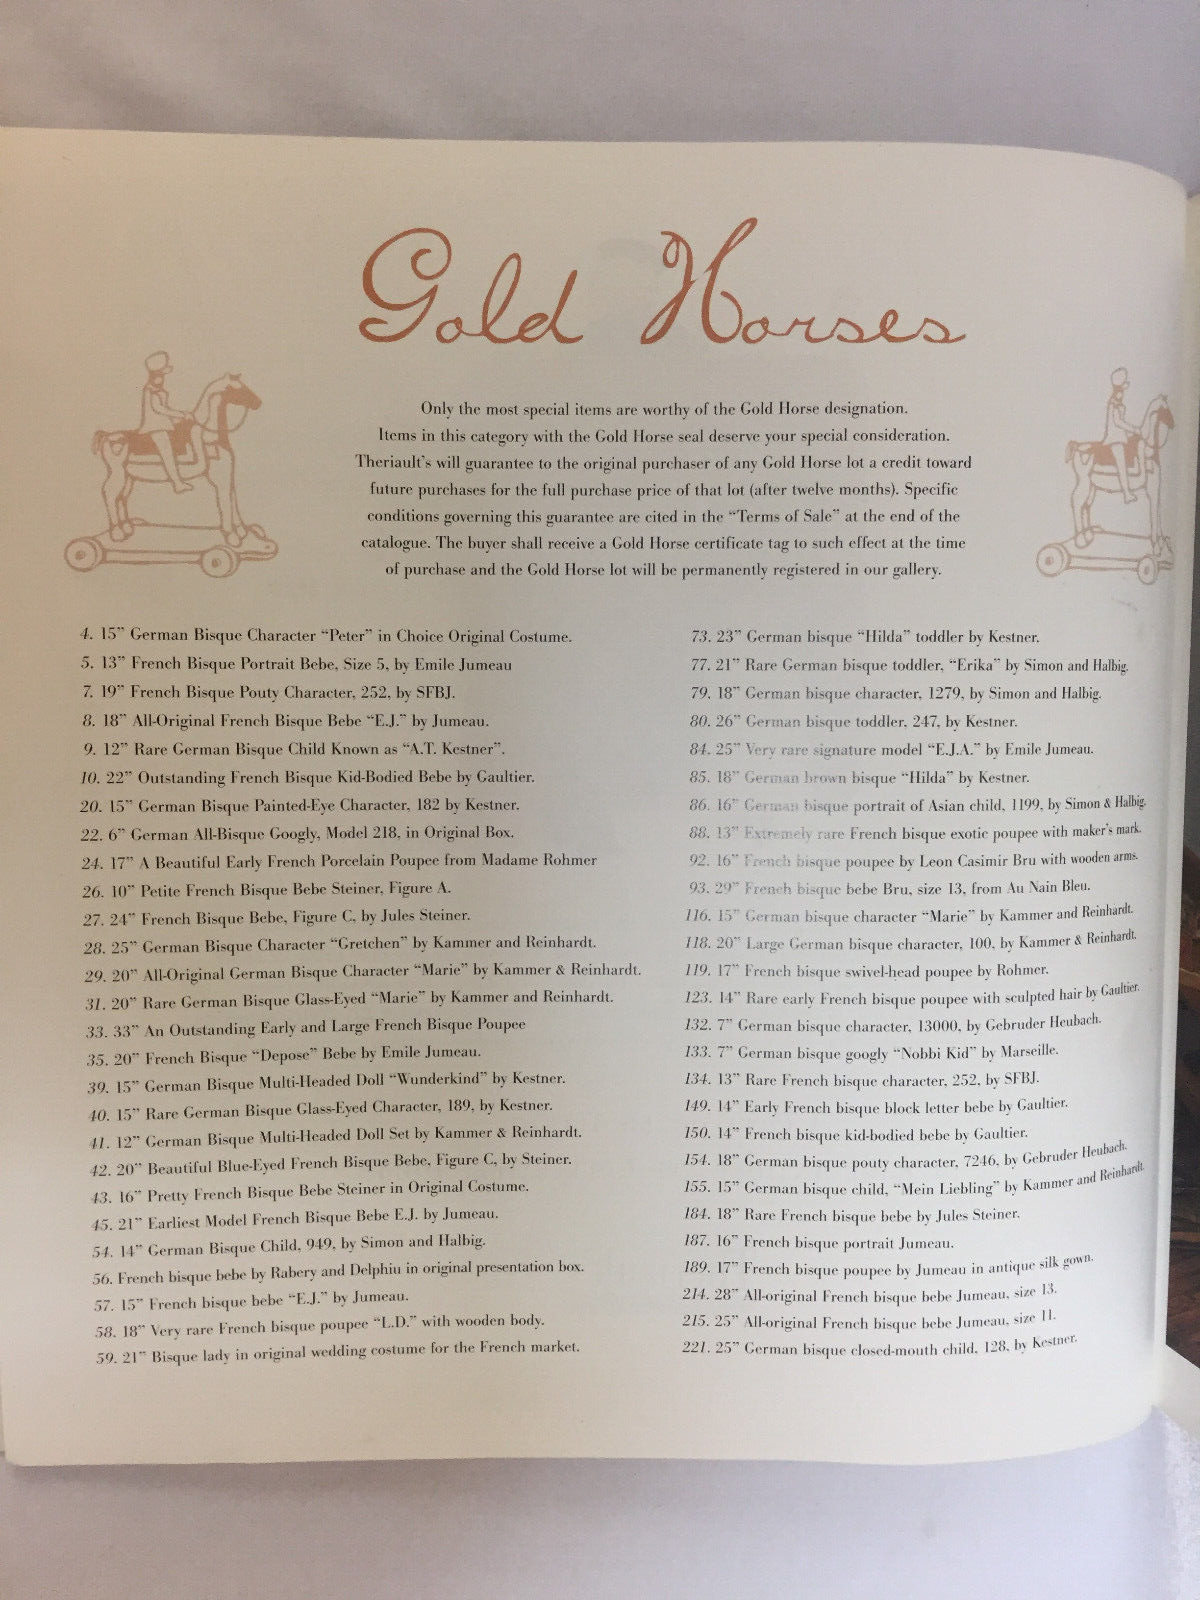 Gold Horses
Only the most special items are worthy of the Gold Horse designation.
Items in this category with the Gold Horse seal deserve your special consideration.
Theriault's will guarantee to the original purchaser of any Gold Horse lot a credit toward
future purchases for the full purchase price of that lot (after twelve months). Specific
conditions governing this guarantee are cited in the “Terms of Sale” at the end of the
catalogue. The buyer shall receive a Gold Horse certificate tag to such effect at the time
of purchase and the Gold Horse lot will be permanently registered in our gallery.
4. 15” German Bisque Character “Peter” in Choice Original Costume.
5. 13” French Bisque Portrait Bebe, Size 5, by Emile Jumeau
7. 19” French Bisque Pouty Character, 252, by SFBJ.
8. 18” All-Original French Bisque Bebe “E.J.” by Jumeau.
9. 12” Rare German Bisque Child Known as “A.T. Kestner”.
10. 22” Outstanding French Bisque Kid-Bodied Bebe by Gaultier.
20. 15” German Bisque Painted-Eye Character, 182 by Kestner.
22. 6” German All-Bisque Googly, Model 218, in Original Box.
24. 17” A Beautiful Early French Porcelain Poupee from Madame Rohmer
26. 10” Petite French Bisque Bebe Steiner, Figure A.
27. 24” French Bisque Bebe, Figure C, by Jules Steiner.
28. 25” German Bisque Character “Gretchen” by Kammer and Reinhardt.
29. 20” All-Original German Bisque Character “Marie” by Kammer & Reinhardt.
31. 20” Rare German Bisque Glass-Eyed “Marie” by Kammer and Reinhardt.
33. 33” An Outstanding Early and Large French Bisque Poupee
35. 20” French Bisque “Depose” Bebe by Emile Jumeau.
39. 15” German Bisque Multi-Headed Doll “Wunderkind” by Kestner.
40. 15” Rare German Bisque Glass-Eyed Character, 189, by Kestner.
41. 12” German Bisque Multi-Headed Doll Set by Kammer & Reinhardt.
42. 20” Beautiful Blue-Eyed French Bisque Bebe, Figure C, by Steiner.
43. 16” Pretty French Bisque Bebe Steiner in Original Costume.
45. 21” Earliest Model French Bisque Bebe E.J. by Jumeau.
54. 14” German Bisque Child, 949, by Simon and Halbig.
56. French bisque bebe by Rabery and Delphiu in original presentation box.
57. 15” French bisque bebe “E.J.” by Jumeau.
58. 18” Very rare French bisque poupee “L.D.” with wooden body.
59. 21” Bisque lady in original wedding costume for the French market.
73. 23” German bisque “Hilda” toddler by Kestner.
77. 21” Rare German bisque toddler, “Erika” by Simon and Halbig.
79. 18” German bisque character, 1279, by Simon and Halbig.
80. 26” German bisque toddler, 247, by Kestner.
84. 25” Very rare signature model “E.J.A.” by Emile Jumeau.
85. 18” German brown bisque “Hilda” by Kestner.
86. 16” German bisque portrait of Asian child, 1199, by Simon & Halbig.
88. 13” Extremely rare French bisque exotic poupee with maker's mark.
92. 16” French bisque poupee by Leon Casimir Bru with wooden arms.
93. 29” French bisque bebe Bru, size 13, from Au Nain Bleu.
116. 15” German bisque character “Marie” by Kammer and Reinhardt.
118. 20” Large German bisque character, 100, by Kammer & Reinhardt.
119. 17” French bisque swivel-head poupee by Rohmer.
123. 14” Rare early French bisque poupee with sculpted hair by Gaultier.
132. 7” German bisque character, 13000, by Gebruder Heubach.
133. 7” German bisque googly “Nobbi Kid” by Marseille.
134. 13” Rare French bisque character, 252, by SFBJ.
149. 14” Early French bisque block letter bebe by Gaultier.
150. 14” French bisque kid-bodied bebe by Gaultier.
154. 18” German bisque pouty character, 7246, by Gebruder Heubach.
155. 15” German bisque child, “Mein Liebling” by Kammer and Reinhardt.
184. 18” Rare French bisque bebe by Jules Steiner.
187. 16” French bisque portrait Jumeau.
189. 17” French bisque poupee by Jumeau in antique silk gown.
214. 28” All-original French bisque bebe Jumeau, size 13.
215. 25” All-original French bisque bebe Jumeau, size 11.
221. 25” German bisque closed-mouth child, 128, by Kestner.